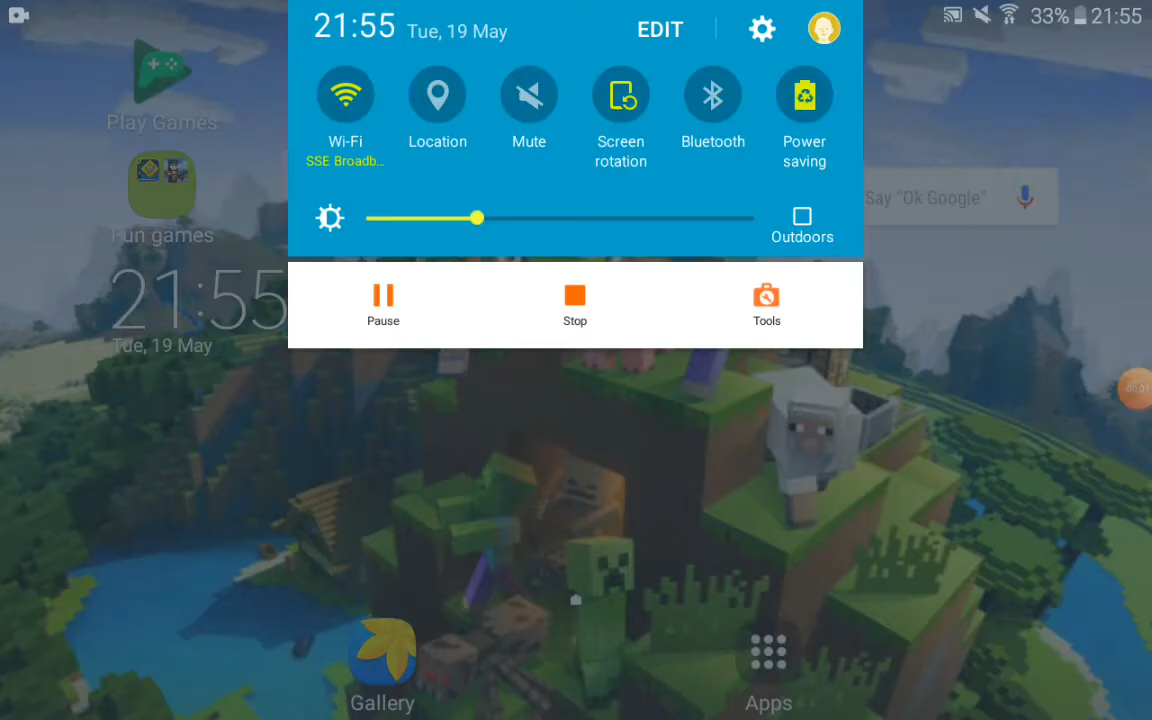 33% 21:55
21:55 Tue, 19 May EDIT
Wi-Fi
SSE Broadb...
Location
Mute
Screen
rotation
Bluetooth
Power
saving
Outdoors
Pause
Stop
Tools
Play Games
Fun games
21:55
Tue, 19 May
Say "Ok Google"
00:01
Gallery
Apps